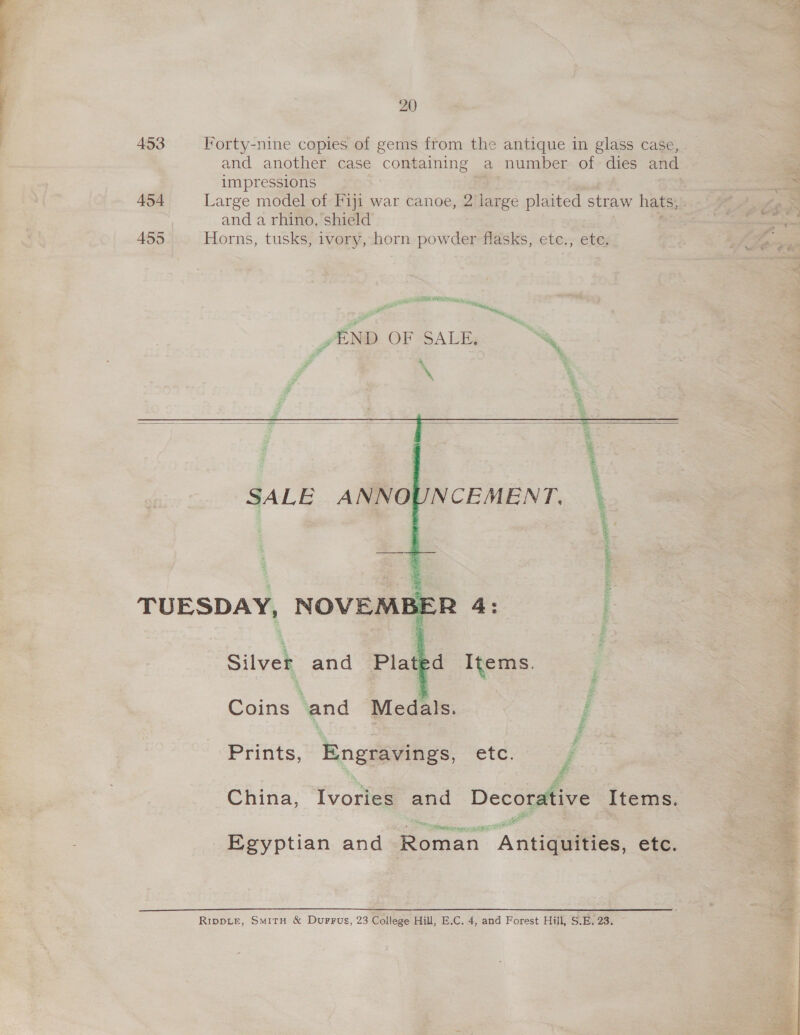 20
453 Forty-nine copies of gems from the antique in glass case,
and another case containing a number of dies and
impressions
454 Large model of Fiji war canoe, 2 large plaited straw hats,
and a rhino. shield
455 Horns, tusks, ivory, horn powder flasks, etc., etc.
END OF SALE.
SALE ANNOUNCEMENT.
TUESDAY, NOVEMBER 4:
Silver and Plated Items.
Coins and Medals.
Prints, Engravings, etc.
China, Ivories and Decorative Items.
Egyptian and Roman Antiquities, etc.
RIDDLE, SMITH & DUFFUS, 23 College Hill, E.C. 4, and Forest Hill, S.E. 23.